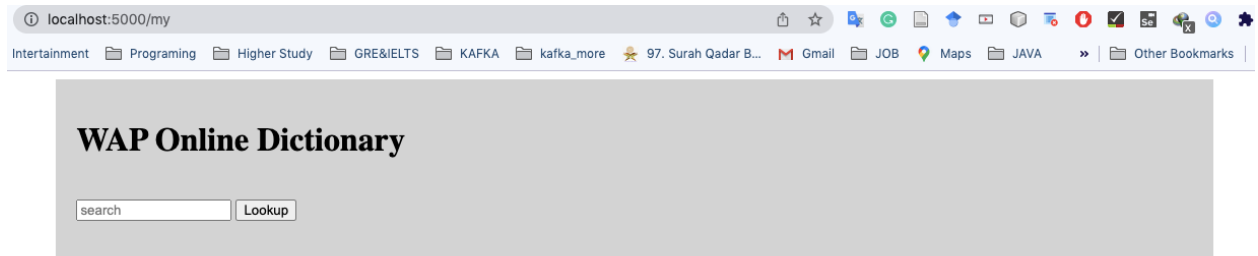 localhost:5000/my
Intertainment Programing Higher Study GRE&IELTS KAFKA kafka_more 97. Surah Qadar B... Gmail JOB Maps JAVA » Other Bookmarks
WAP Online Dictionary
search Lookup